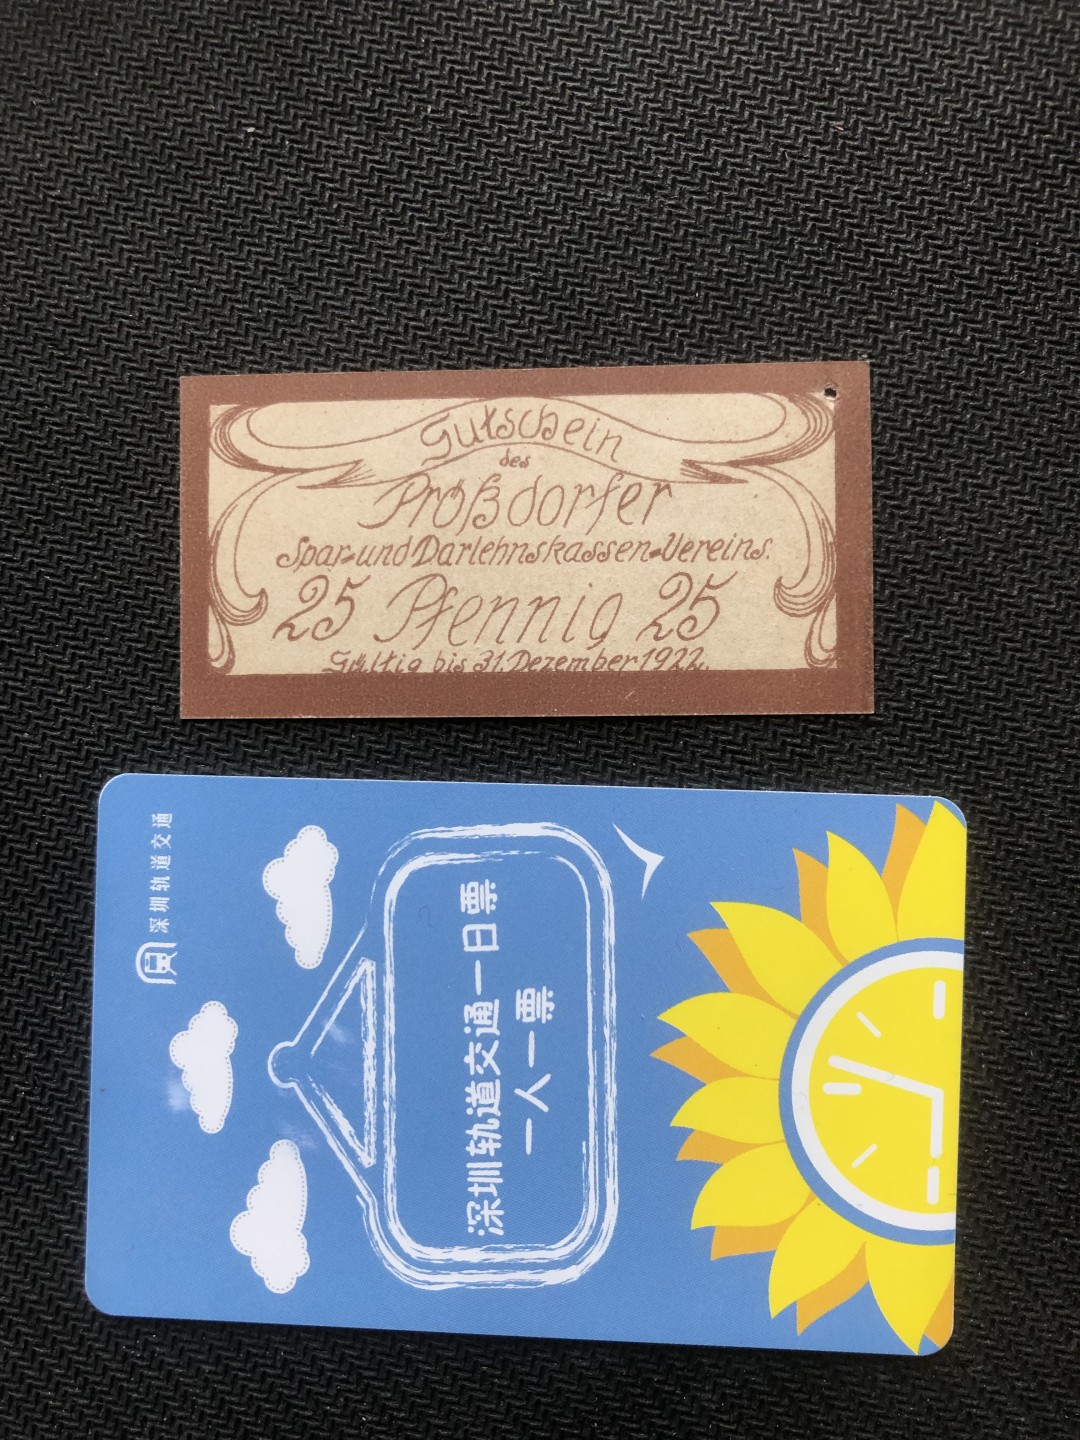 Gutschein
des
Proßdorfer
Spar-und Darlehnskassen-Vereins.
25 Pfennig 25
Gültig bis 31. Dezember 1922.
深圳轨道交通
深圳轨道交通一日票
一人一票